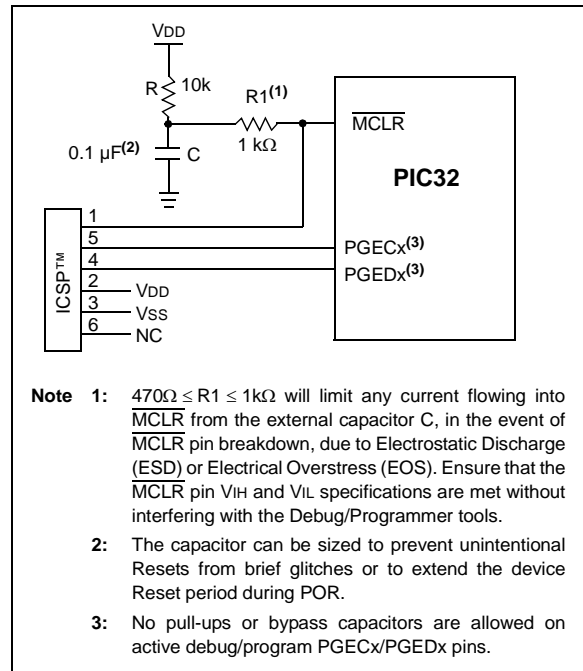 VDD
R 10k
R1(1)
0.1 µF(2) C
1 kΩ
MCLR
PIC32
ICSP™
1
5
4
2
3
6
PGECx(3)
PGEDx(3)
VDD
VSS
NC
Note 1: 470Ω ≤ R1 ≤ 1kΩ will limit any current flowing into
MCLR from the external capacitor C, in the event of
MCLR pin breakdown, due to Electrostatic Discharge
(ESD) or Electrical Overstress (EOS). Ensure that the
MCLR pin VIH and VIL specifications are met without
interfering with the Debug/Programmer tools.
2: The capacitor can be sized to prevent unintentional
Resets from brief glitches or to extend the device
Reset period during POR.
3: No pull-ups or bypass capacitors are allowed on
active debug/program PGECx/PGEDx pins.